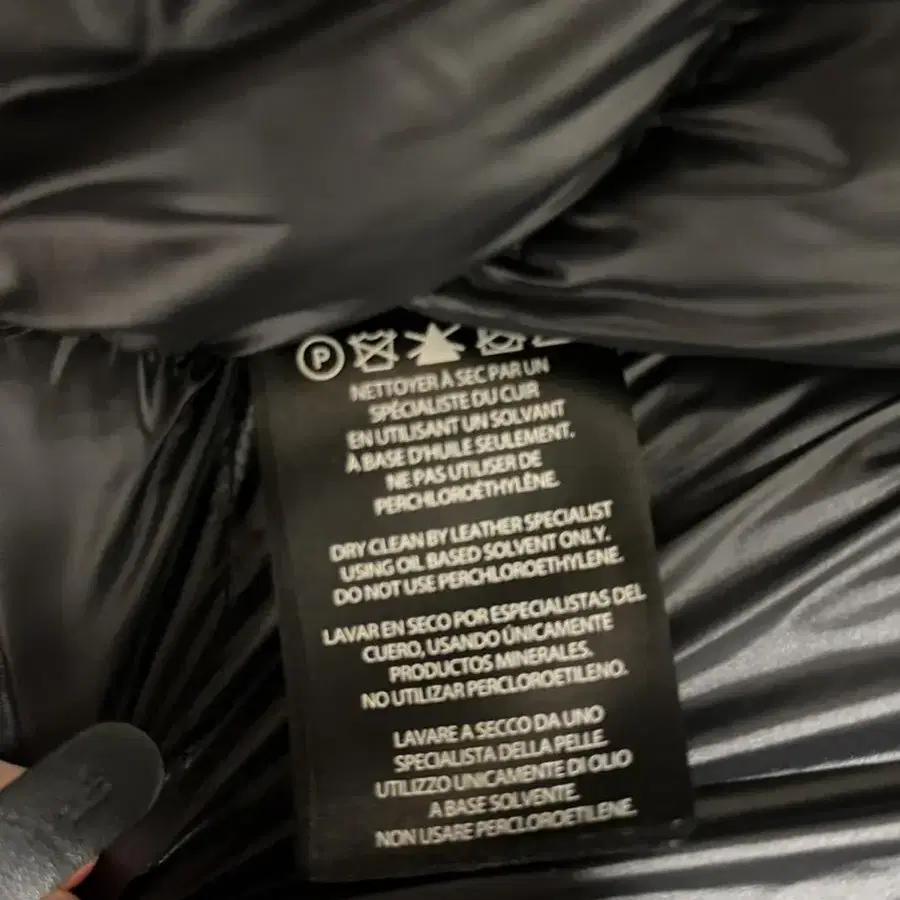 P
NETTOYER À SEC PAR UN
SPÉCIALISTE DU CUIR
EN UTILISANT UN SOLVANT
À BASE D'HUILE SEULEMENT.
NE PAS UTILISER DE
PERCHLOROÉTHYLÈNE.
DRY CLEAN BY LEATHER SPECIALIST
USING OIL BASED SOLVENT ONLY.
DO NOT USE PERCHLOROETHYLENE.
LAVAR EN SECO POR ESPECIALISTAS DEL
CUERO, USANDO ÚNICAMENTE
PRODUCTOS MINERALES.
NO UTILIZAR PERCLOROETILENO.
LAVARE A SECCO DA UNO
SPECIALISTA DELLA PELLE
UTILIZZO UNICAMENTE DI OLIO
A BASE SOLVENTE.
NON USARE PERCLOROETILENE.